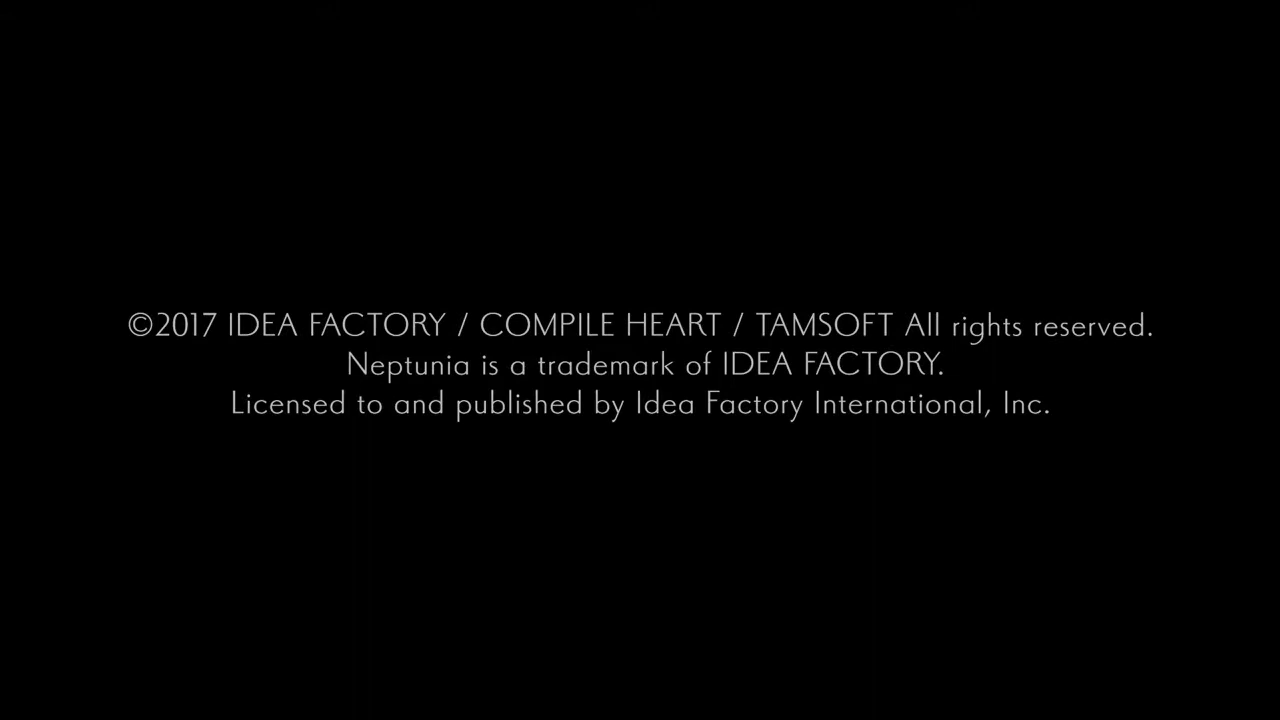 ©2017 IDEA FACTORY / COMPILE HEART / TAMSOFT All rights reserved.
Neptunia is a trademark of IDEA FACTORY.
Licensed to and published by Idea Factory International, Inc.